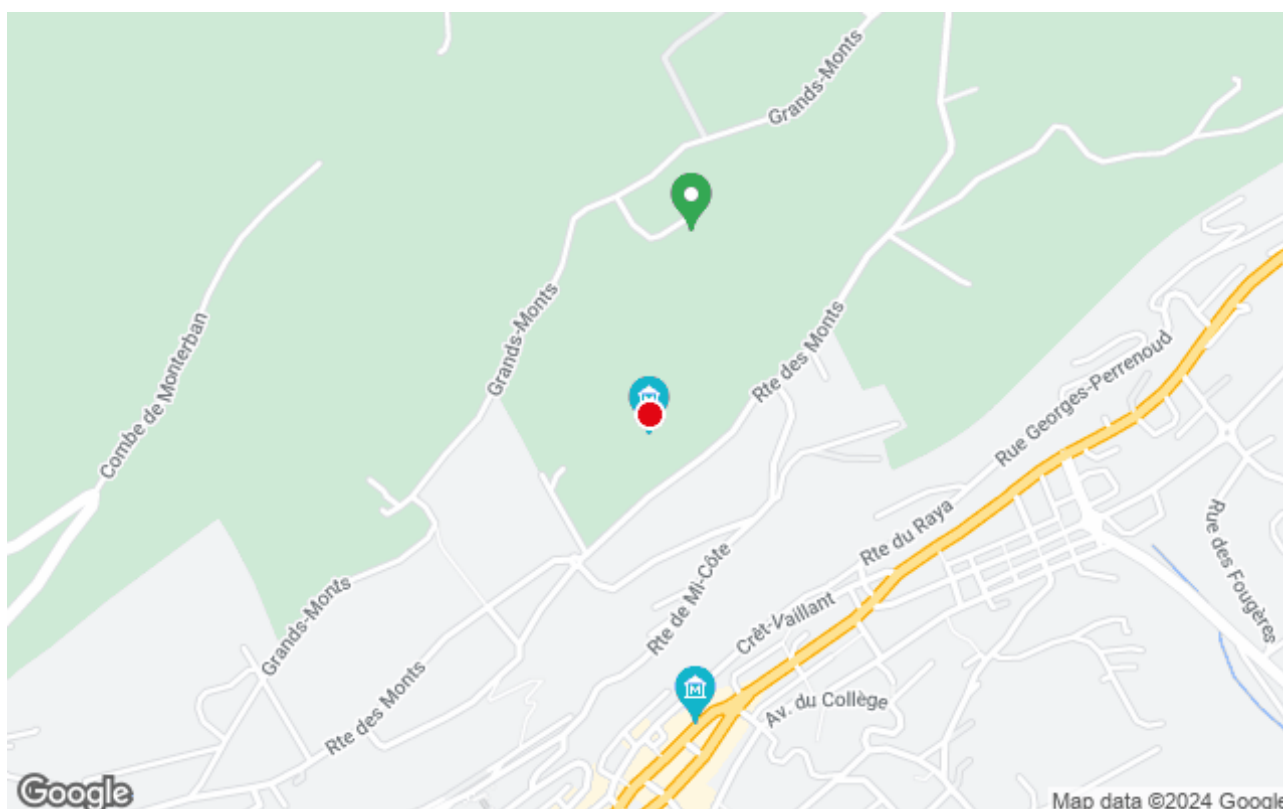 Grands-Monts
Grands-Monts
Rte des Monts
Combe de Monterban
Rue Georges-Perrenoud
Rue des Fougères
Rte du Raya
Rte de Mi-Côte
Crêt-Vaillant
Grands-Monts
Rte des Monts
Av. du Collège
M
Google
Map data ©2024 Google